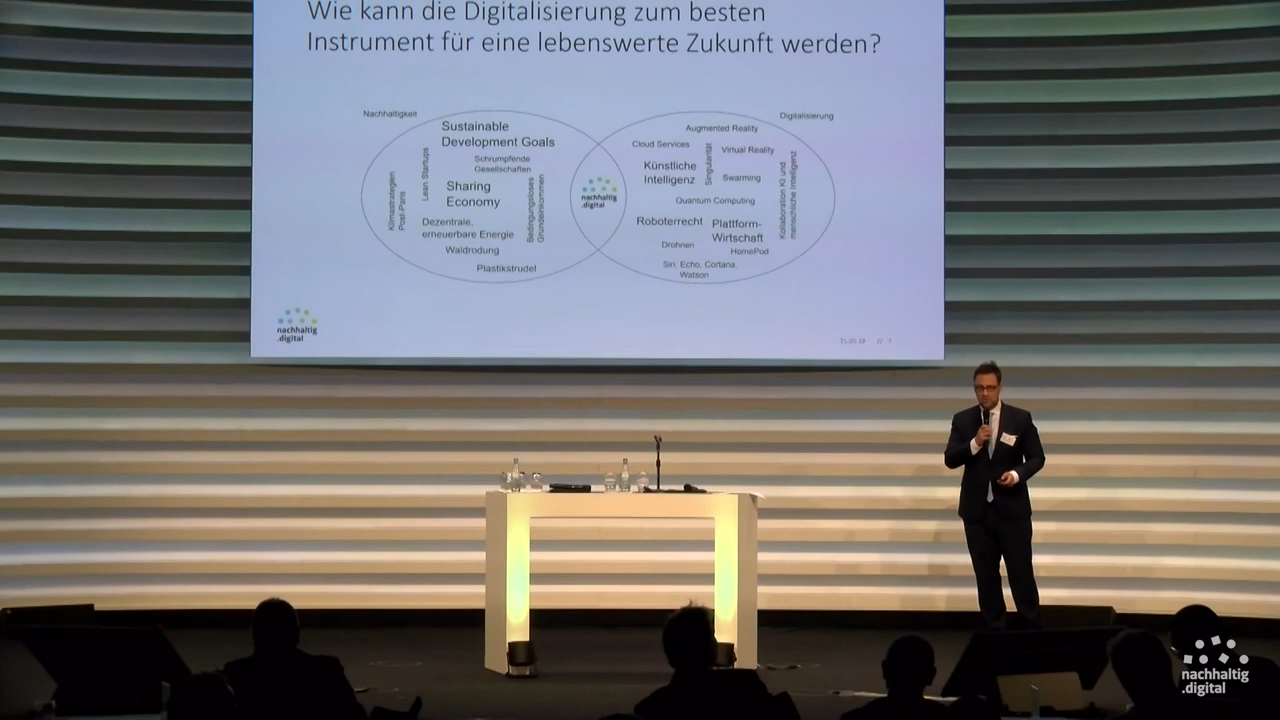 Wie kann die Digitalisierung zum besten
Instrument für eine lebenswerte Zukunft werden?
Nachhaltigkeit
Sustainable
Development Goals
Schrumpfende
Gesellschaften
Lean Startups
Klimastrategien
Post-Paris
Sharing
Economy
Bedingungsloses
Grundeinkommen
Dezentrale,
erneuerbare Energie
Waldrodung
Plastikstrudel
nachhaltig
.digital
Digitalisierung
Augmented Reality
Cloud Services
Singularität
Virtual Reality
Künstliche
Intelligenz
Swarming
Kollaboration KI und
menschliche Intelligenz
Quantum Computing
Roboterrecht
Plattform-
Wirtschaft
Drohnen
HomePod
Siri, Echo, Cortana,
Watson
nachhaltig
.digital
nachhaltig
.digital